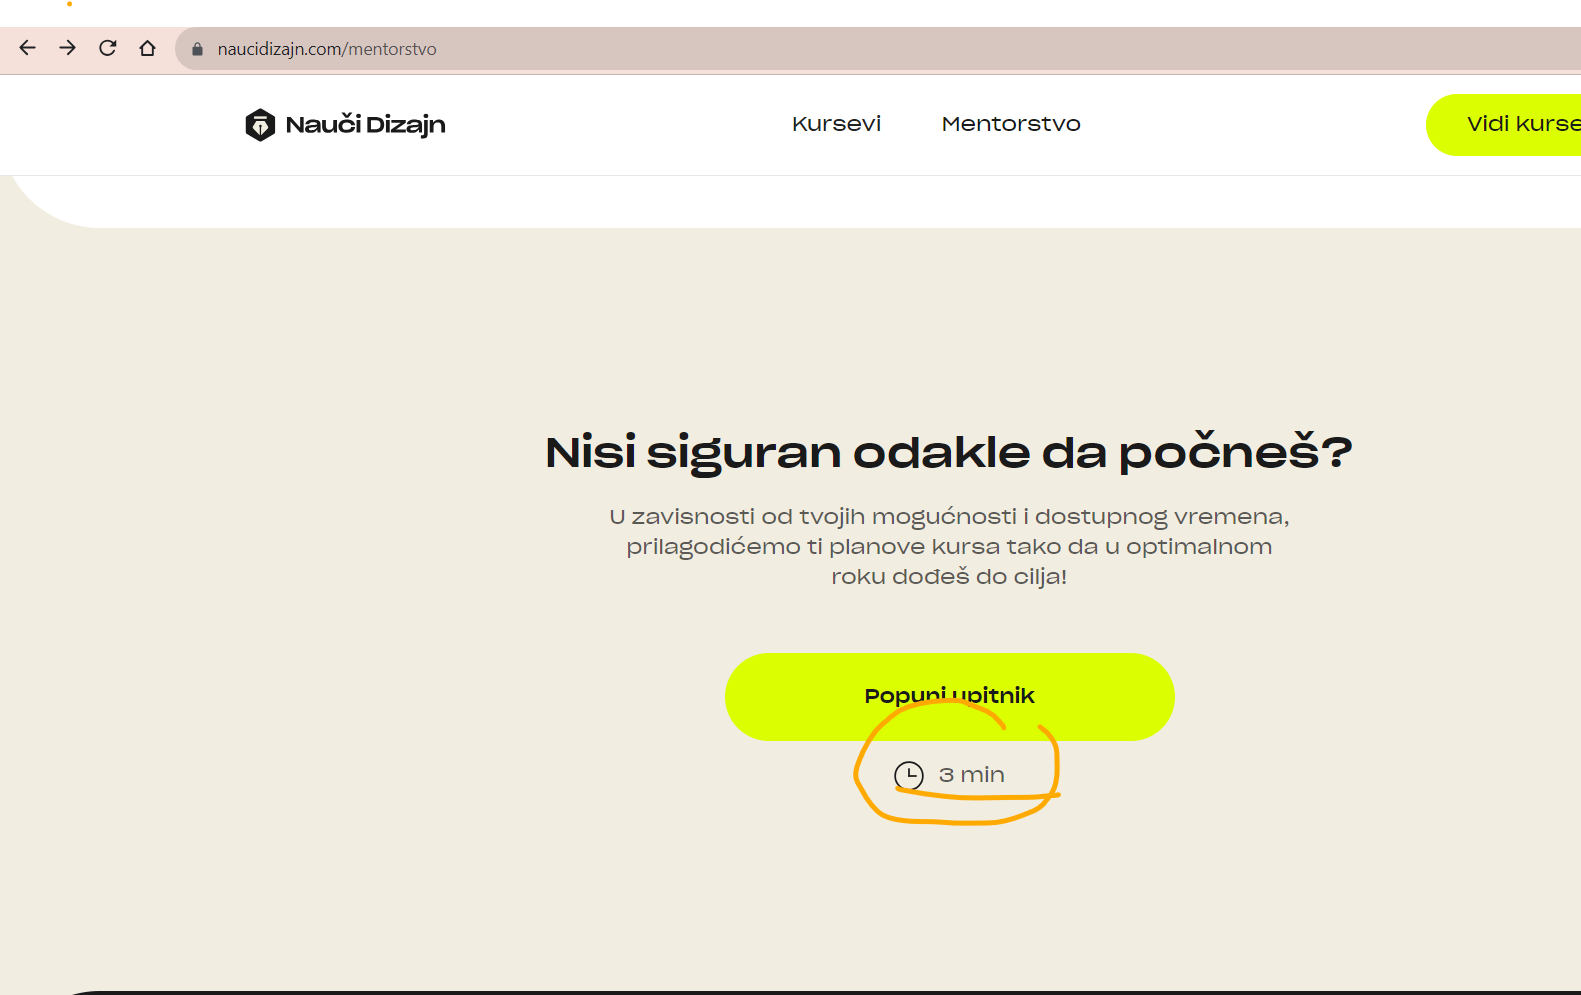 naucidizajn.com/mentorstvo
Nauči Dizajn
Kursevi
Mentorstvo
Vidi kurse
Nisi siguran odakle da počneš?
U zavisnosti od tvojih mogućnosti i dostupnog vremena,
prilagodićemo ti planove kursa tako da u optimalnom
roku dođeš do cilja!
Popuni upitnik
3 min